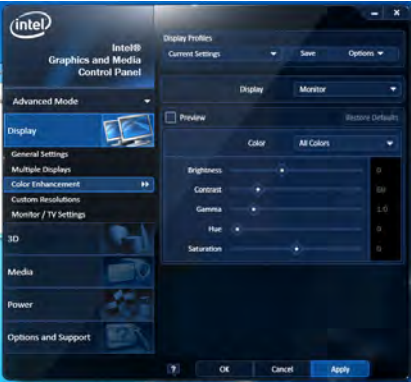 intel
Intel®
Graphics and Media
Control Panel
Advanced Mode
Display
General Settings
Multiple Displays
Color Enhancement
Custom Resolutions
Monitor / TV Settings
3D
Media
Power
Options and Support
Display Profiles
Current Settings Save Options
Display Monitor
Preview Restore Defaults
Color All Colors
Brightness 0
Contrast 50
Gamma 1.0
Hue 0
Saturation 0
? OK Cancel Apply